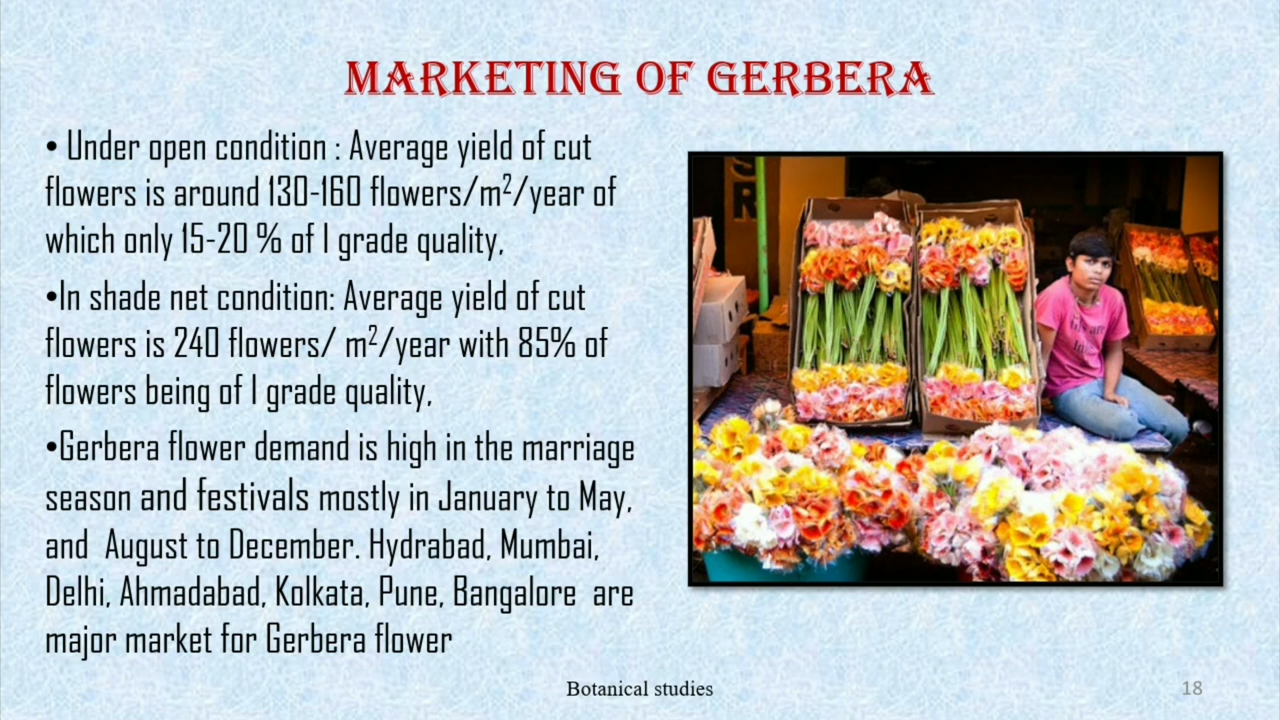 MARKETING OF GERBERA
• Under open condition : Average yield of cut
flowers is around 130-160 flowers/m²/year of
which only 15-20 % of I grade quality,
•In shade net condition: Average yield of cut
flowers is 240 flowers/ m²/year with 85% of
flowers being of I grade quality,
•Gerbera flower demand is high in the marriage
season and festivals mostly in January to May,
and  August to December. Hydrabad, Mumbai,
Delhi, Ahmadabad, Kolkata, Pune, Bangalore  are
major market for Gerbera flower
Botanical studies
18